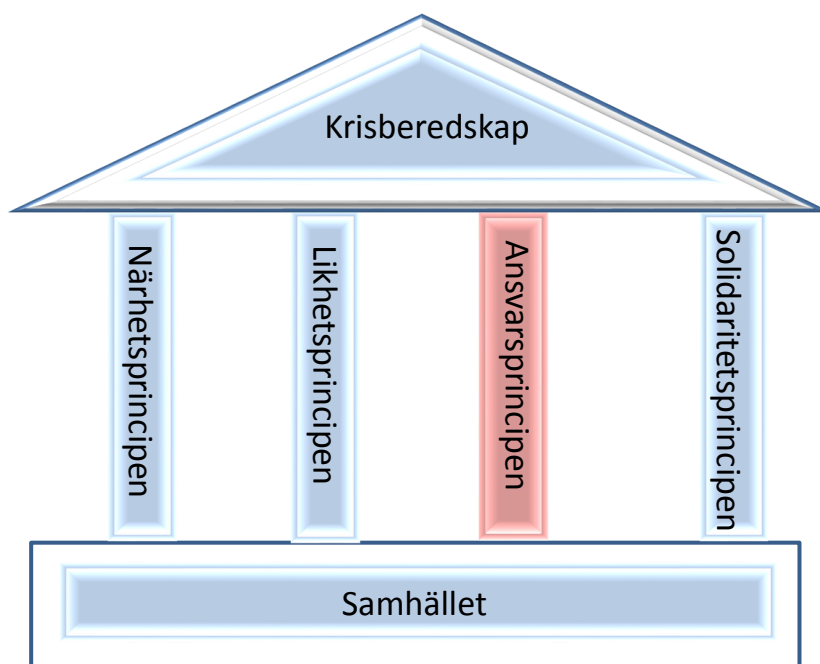 Krisberedskap
Närhetsprincipen
Likhetsprincipen
Ansvarsprincipen
Solidaritetsprincipen
Samhället